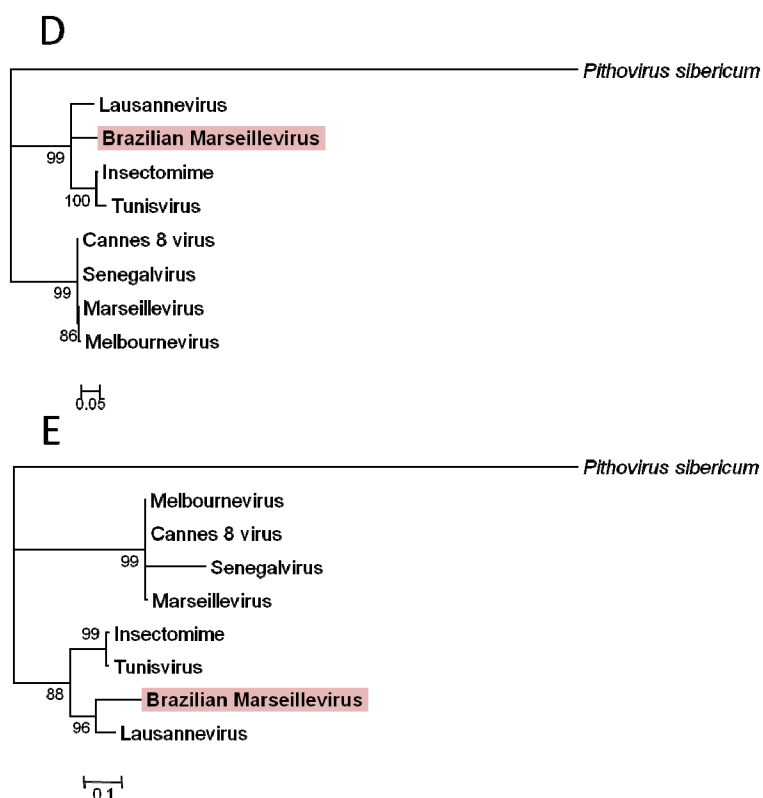 D
Pithovirus sibericum
Lausannevirus
Brazilian Marseillevirus
99
Insectomime
100
Tunisvirus
Cannes 8 virus
Senegalvirus
99
Marseillevirus
86
Melbournevirus
0.05
E
Pithovirus sibericum
Melbournevirus
Cannes 8 virus
99
Senegalvirus
Marseillevirus
99
Insectomime
Tunisvirus
88
Brazilian Marseillevirus
96
Lausannevirus
0.1